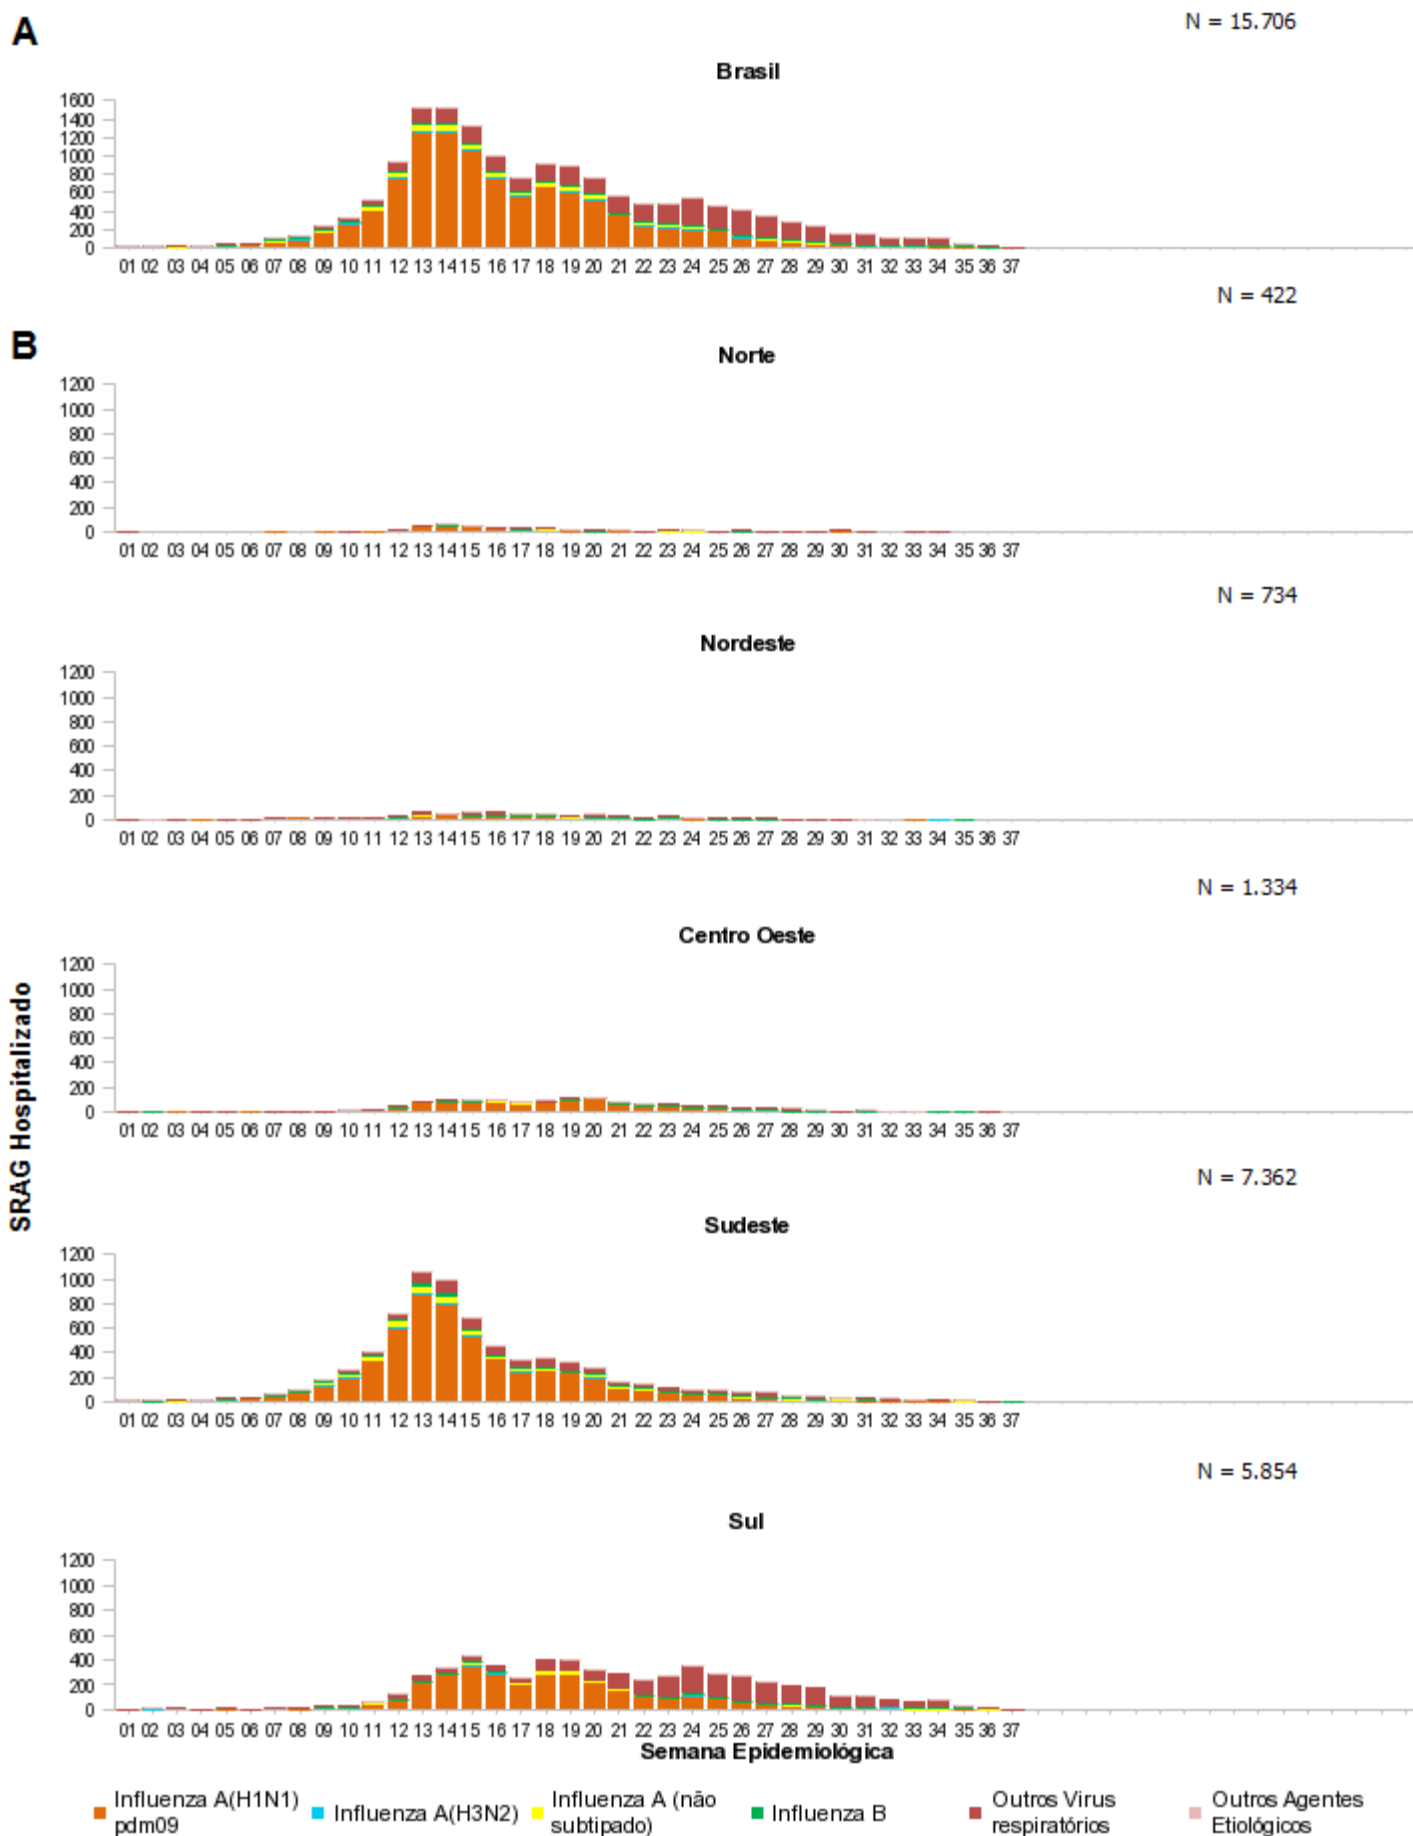 A
N = 15.706
Brasil
1600
1400
1200
1000
800
600
400
200
0
01 02 03 04 05 06 07 08 09 10 11 12 13 14 15 16 17 18 19 20 21 22 23 24 25 26 27 28 29 30 31 32 33 34 35 36 37
N = 422
B
Norte
1200
1000
800
600
400
200
0
01 02 03 04 05 06 07 08 09 10 11 12 13 14 15 16 17 18 19 20 21 22 23 24 25 26 27 28 29 30 31 32 33 34 35 36 37
N = 734
Nordeste
1200
1000
800
600
400
200
0
01 02 03 04 05 06 07 08 09 10 11 12 13 14 15 16 17 18 19 20 21 22 23 24 25 26 27 28 29 30 31 32 33 34 35 36 37
N = 1.334
Centro Oeste
1200
1000
800
600
400
200
0
01 02 03 04 05 06 07 08 09 10 11 12 13 14 15 16 17 18 19 20 21 22 23 24 25 26 27 28 29 30 31 32 33 34 35 36 37
SRAG Hospitalizado
N = 7.362
Sudeste
1200
1000
800
600
400
200
0
01 02 03 04 05 06 07 08 09 10 11 12 13 14 15 16 17 18 19 20 21 22 23 24 25 26 27 28 29 30 31 32 33 34 35 36 37
N = 5.854
Sul
1200
1000
800
600
400
200
0
01 02 03 04 05 06 07 08 09 10 11 12 13 14 15 16 17 18 19 20 21 22 23 24 25 26 27 28 29 30 31 32 33 34 35 36 37
Semana Epidemiológica
Influenza A(H1N1)
pdm09
Influenza A(H3N2)
Influenza A (não
subtipado)
Influenza B
Outros Virus
respiratórios
Outros Agentes
Etiológicos